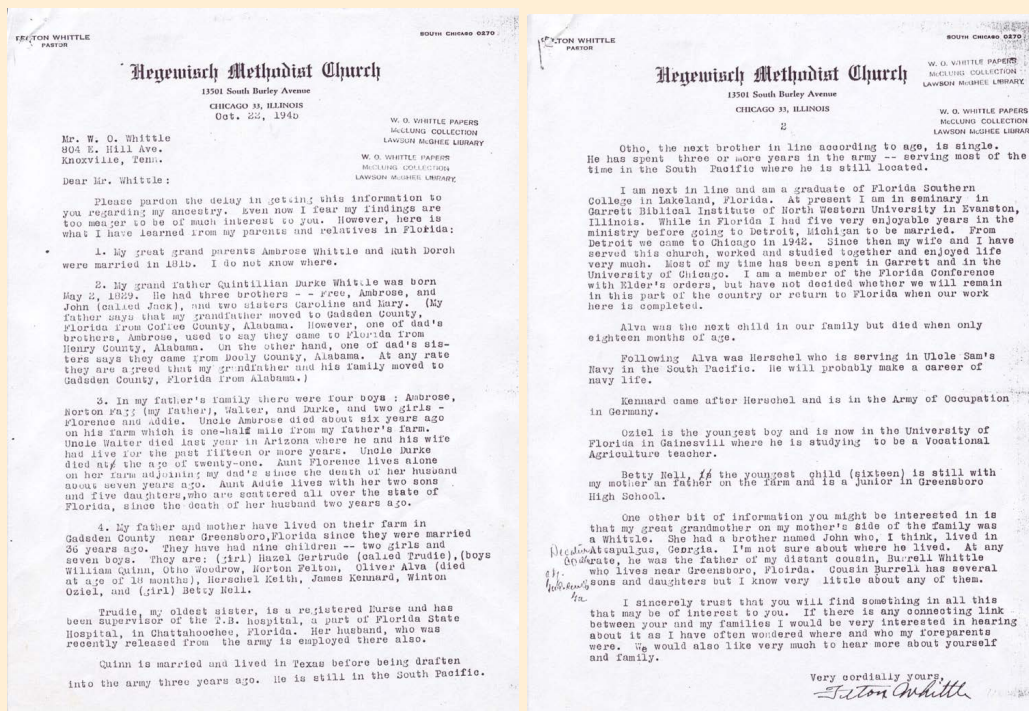 FELTON WHITTLE
PASTOR
SOUTH CHICAGO 0270
Hegewisch Methodist Church
13501 South Burley Avenue
CHICAGO 33, ILLINOIS
Oct. 22, 1945
W. O. WHITTLE PAPERS
McCLUNG COLLECTION
LAWSON McGHEE LIBRARY
W. O. WHITTLE PAPERS
McCLUNG COLLECTION
LAWSON McGHEE LIBRARY
Mr. W. O. Whittle
804 E. Hill Ave.
Knoxville, Tenn.
Dear Mr. Whittle:
Please pardon the delay in getting this information to
you regarding my ancestry. Even now I fear my findings are
too meager to be of much interest to you. However, here is
what I have learned from my parents and relatives in Florida:
1. My great grand parents Ambrose Whittle and Ruth Dorch
were married in 1815. I do not know where.
2. My grand father Quintillian Durke Whittle was born
May 2, 1829. He had three brothers - - Free, Ambrose, and
John (called Jack), and two sisters Caroline and Mary. (My
father says that my grandfather moved to Gadsden County,
Florida from Coffee County, Alabama. However, one of dad's
brothers, Ambrose, used to say they came to Florida from
Henry County, Alabama. On the other hand, one of dad's sis-
ters says they came from Dooly County, Alabama. At any rate
they are agreed that my grandfather and his family moved to
Gadsden County, Florida from Alabama.)
3. In my father's family there were four boys : Ambrose,
Norton Fagg (my father), Walter, and Durke, and two girls -
Florence and Addie. Uncle Ambrose died about six years ago
on his farm which is one-half mile from my father's farm.
Uncle Walter died last year in Arizona where he and his wife
had live for the past fifteen or more years. Uncle Durke
died at the age of twenty-one. Aunt Florence lives alone
on her farm adjoining my dad's since the death of her husband
about seven years ago. Aunt Addie lives with her two sons
and five daughters,who are scattered all over the state of
Florida, since the death of her husband two years ago.
4. My father and mother have lived on their farm in
Gadsden County near Greensboro,Florida since they were married
36 years ago. They have had nine children -- two girls and
seven boys. They are: (girl) Hazel Gertrude (called Trudie),(boys
William Quinn, Otho Woodrow, Norton Felton, Oliver Alva (died
at age of 18 months), Herschel Keith, James Kennard, Winton
Oziel, and (girl) Betty Nell.
Trudie, my oldest sister, is a registered Nurse and has
been supervisor of the T.B. hospital, a part of Florida State
Hospital, in Chattahoochee, Florida. Her husband, who was
recently released from the army is employed there also.
Quinn is married and lived in Texas before being draften
into the army three years ago. He is still in the South Pacific.
FELTON WHITTLE
PASTOR
SOUTH CHICAGO 0270
Hegewisch Methodist Church
13501 South Burley Avenue
CHICAGO 33, ILLINOIS
2
W. O. WHITTLE PAPERS
McCLUNG COLLECTION
LAWSON McGHEE LIBRARY
W. O. WHITTLE PAPERS
McCLUNG COLLECTION
LAWSON McGHEE LIBRAR
Otho, the next brother in line according to age, is single.
He has spent three or more years in the army -- serving most of the
time in the South Pacific where he is still located.
I am next in line and am a graduate of Florida Southern
College in Lakeland, Florida. At present I am in seminary in
Garrett Biblical Institute of North Western University in Evanston,
Illinois. While in Florida I had five very enjoyable years in the
ministry before going to Detroit, Michigan to be married. From
Detroit we came to Chicago in 1942. Since then my wife and I have
served this church, worked and studied together and enjoyed life
very much. Most of my time has been spent in Garrett and in the
University of Chicago. I am a member of the Florida Conference
with Elder's orders, but have not decided whether we will remain
in this part of the country or return to Florida when our work
here is completed.
Alva was the next child in our family but died when only
eighteen months of age.
Following Alva was Herschel who is serving in Ulcle Sam's
Navy in the South Pacific. He will probably make a career of
navy life.
Kennard came after Herschel and is in the Army of Occupation
in Germany.
Oziel is the youngest boy and is now in the University of
Florida in Gainesvill where he is studying to be a Vocational
Agriculture teacher.
Betty Nell, the youngest child (sixteen) is still with
my mother an father on the farm and is a junior in Greensboro
High School.
One other bit of information you might be interested in is
that my great grandmother on my mother's side of the family was
a Whittle. She had a brother named John who, I think, lived in
Attapulgus, Georgia. I'm not sure about where he lived. At any
rate, he was the father of my distant cousin, Burrell Whittle
who lives near Greensboro, Floirda. Cousin Burrell has several
sons and daughters but I know very little about any of them.
I sincerely trust that you will find something in all this
that may be of interest to you. If there is any connecting link
between your and my families I would be very interested in hearing
about it as I have often wondered where and who my foreparents
were. We would also like very much to hear more about yourself
and family.
Very cordially yours,
Felton Whittle